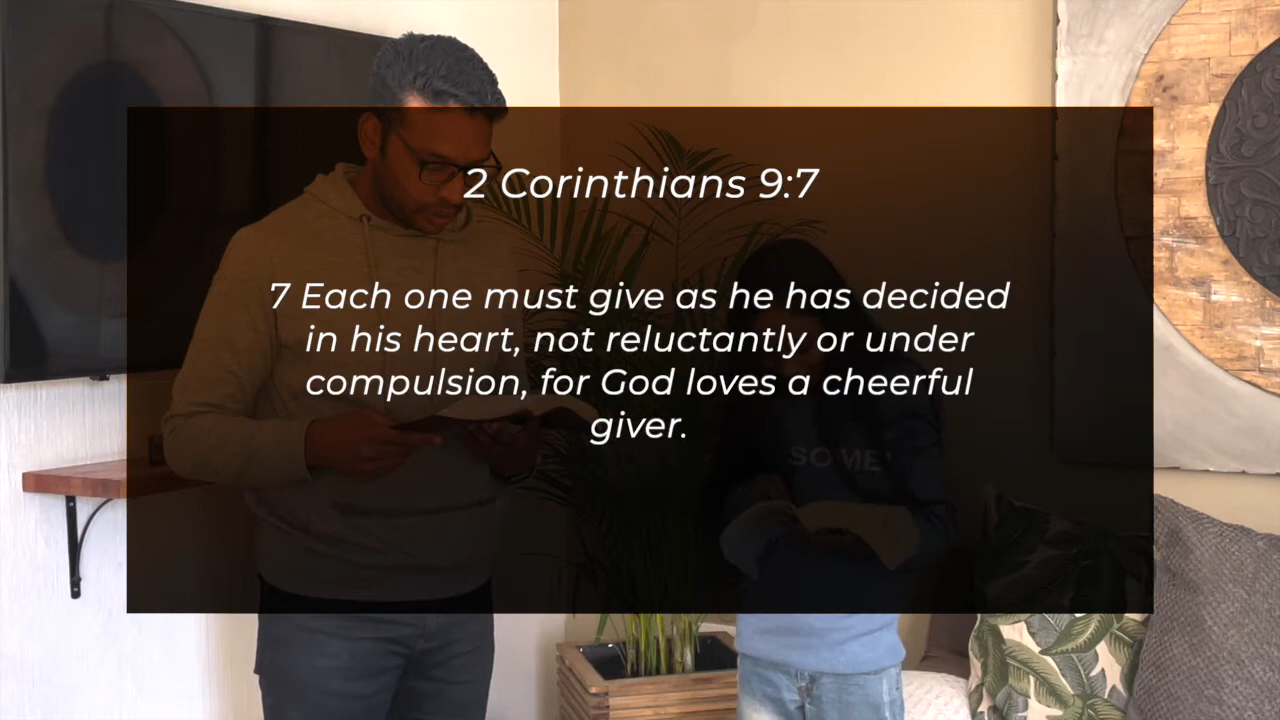 2 Corinthians 9:7
7 Each one must give as he has decided
in his heart, not reluctantly or under
compulsion, for God loves a cheerful
giver.
SOME